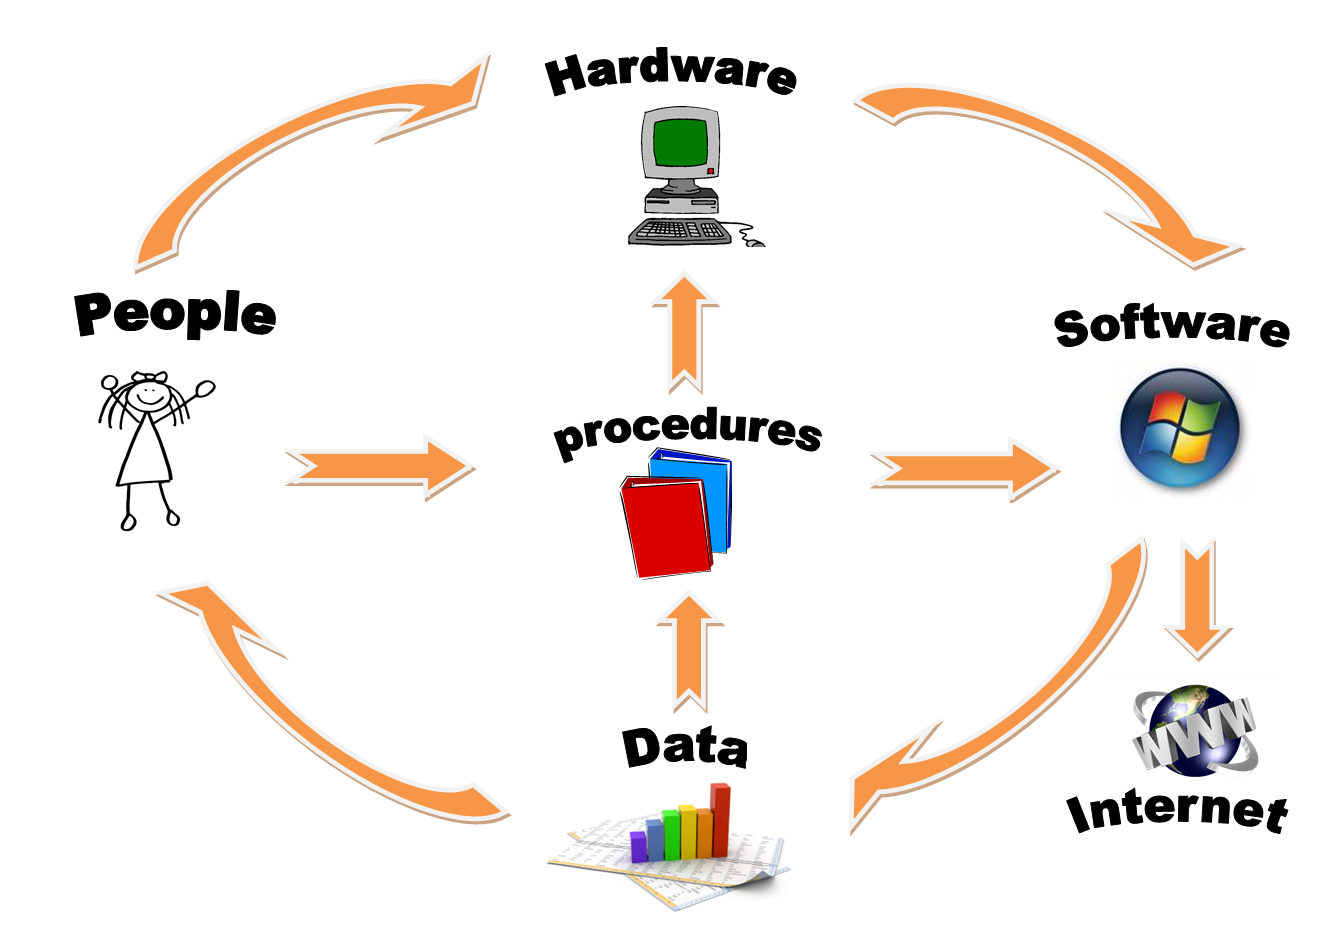 Hardware
People
Software
procedures
Data
WWW
Internet